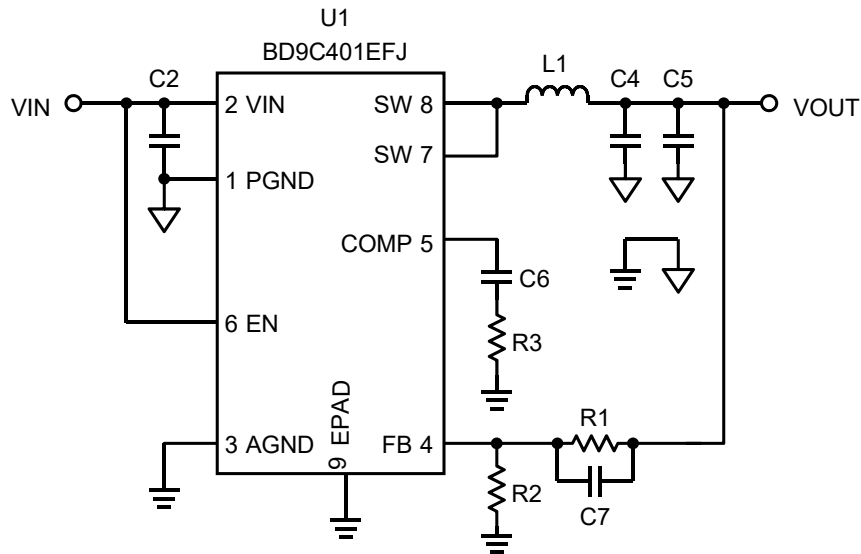 U1
BD9C401EFJ
VIN
C2
2 VIN
SW 8
L1
C4
C5
VOUT
SW 7
1 PGND
COMP 5
C6
6 EN
R3
3 AGND
9 EPAD
FB 4
R1
R2
C7